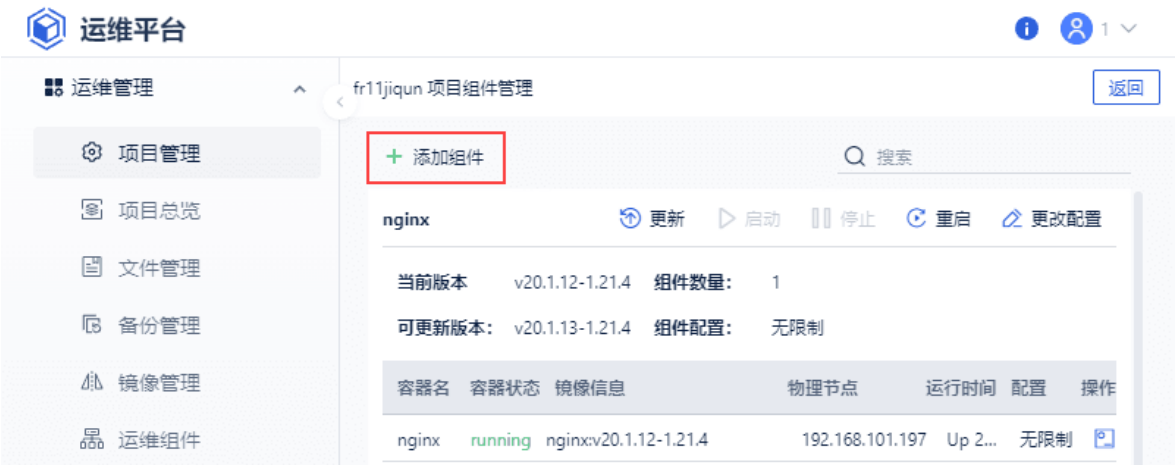 运维平台
1
运维管理
fr11jiqun 项目组件管理
返回
项目管理
添加组件
搜索
项目总览
nginx
更新
启动
停止
重启
更改配置
文件管理
当前版本 v20.1.12-1.21.4 组件数量: 1
备份管理
可更新版本: v20.1.13-1.21.4 组件配置: 无限制
镜像管理
容器名 容器状态 镜像信息 物理节点 运行时间 配置 操作
运维组件
nginx running nginx:v20.1.12-1.21.4 192.168.101.197 Up 2... 无限制